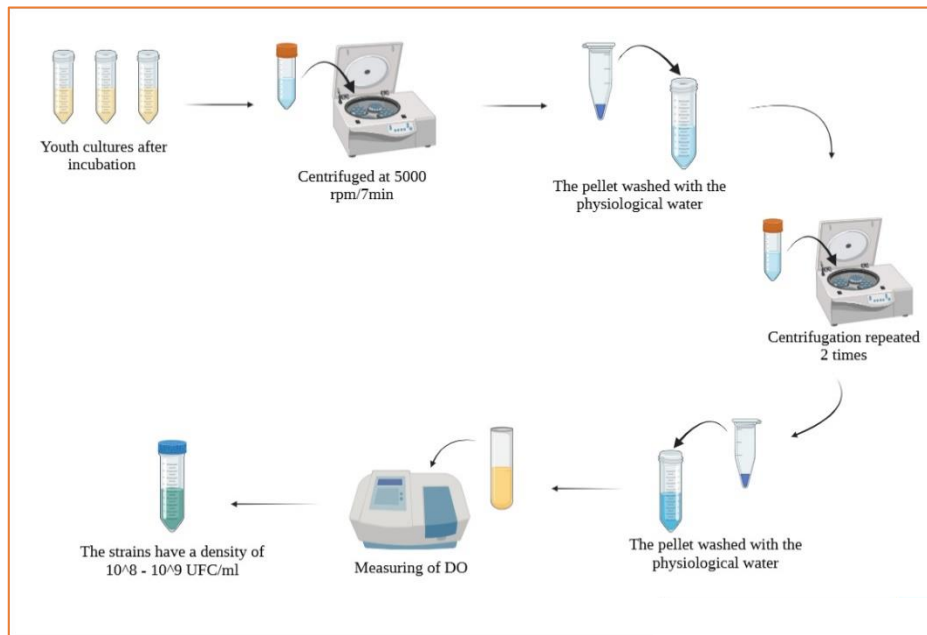 Youth cultures after
incubation
Centrifuged at 5000
rpm/7min
The pellet washed with the
physiological water
Centrifugation repeated
2 times
The pellet washed with the
physiological water
Measuring of DO
The strains have a density of
10^8 - 10^9 UFC/ml